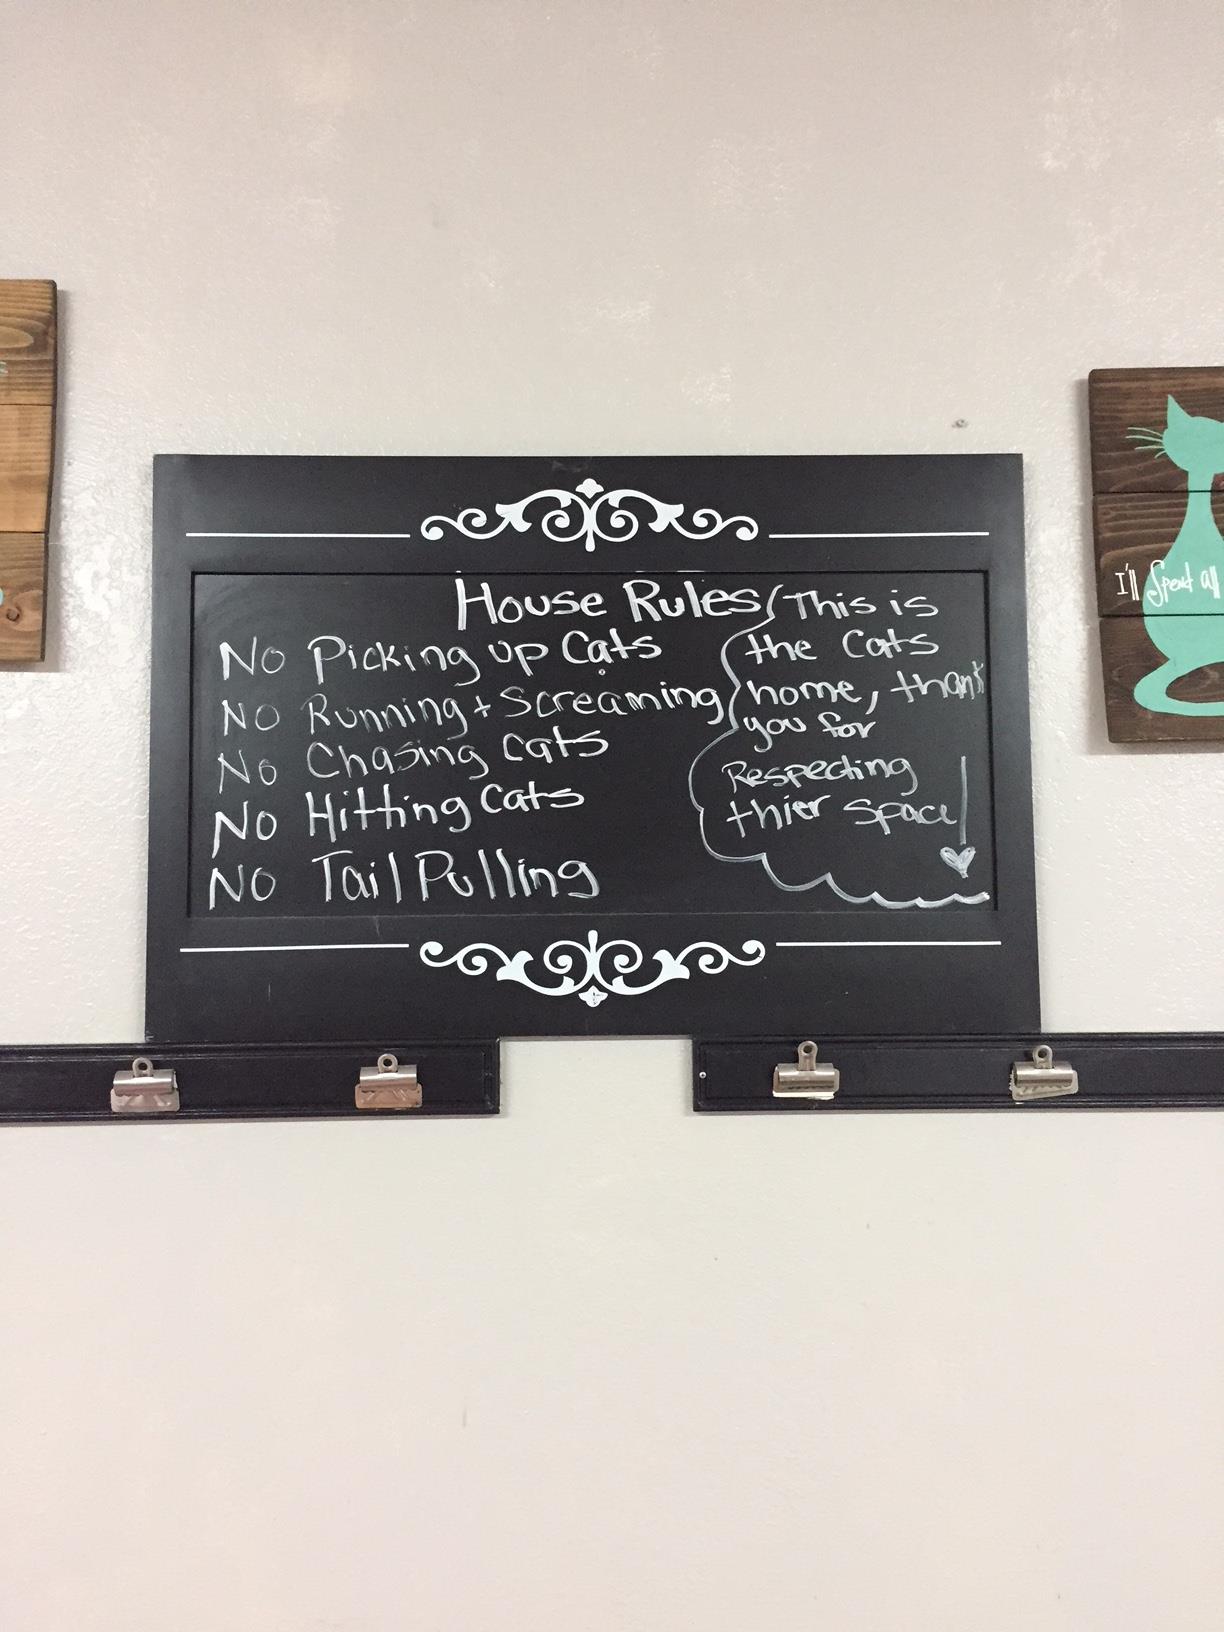 House Rules
No Picking up Cats
No Running + Screaming
No Chasing cats
No Hitting Cats
No Tail Pulling
This is
the Cats
home, thank
you for
Respecting
thier Space!
I'll Spend all